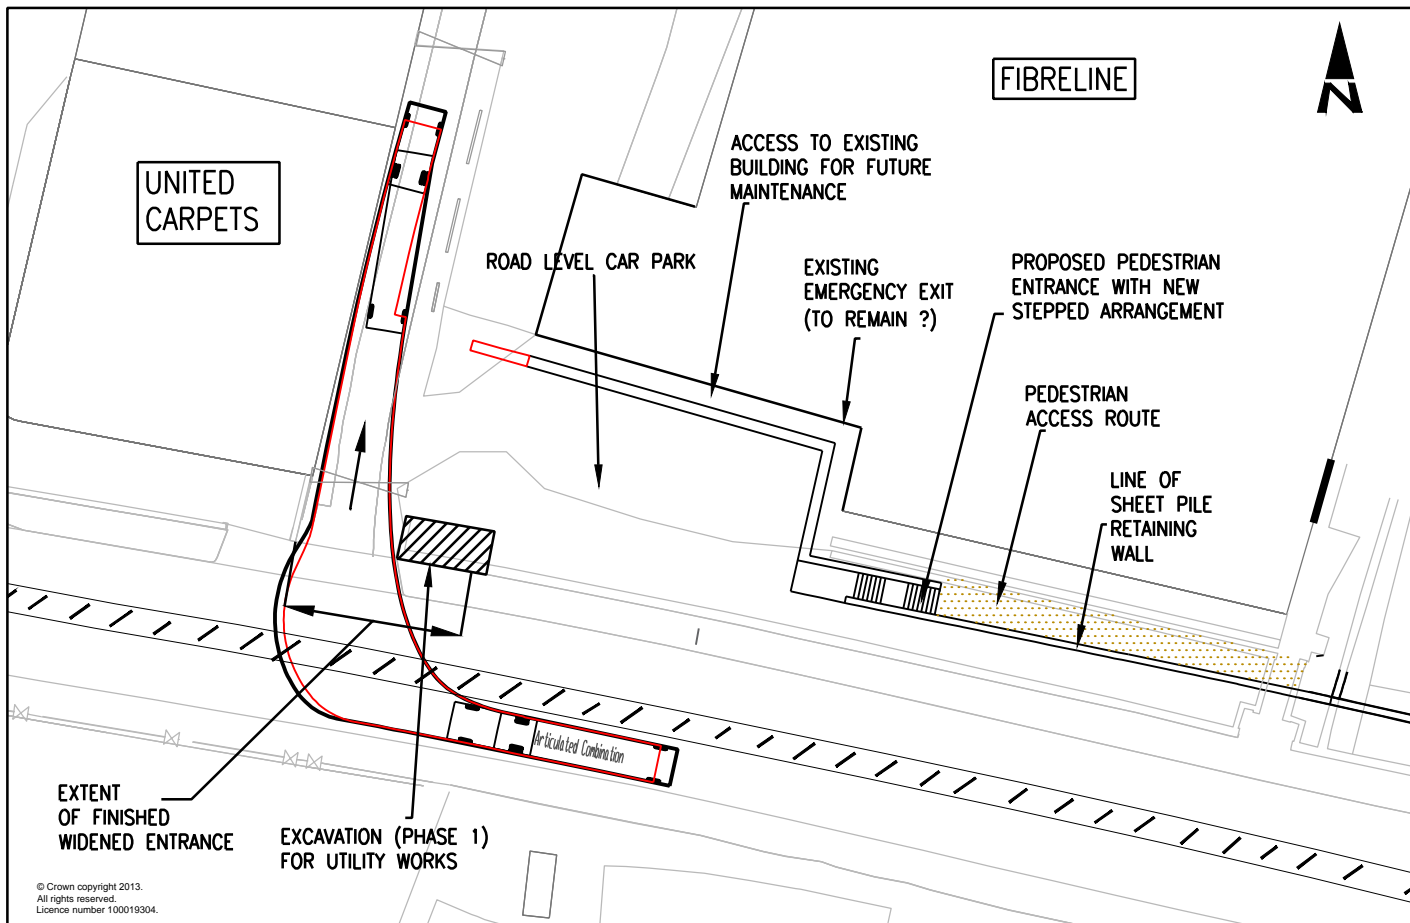 FIBRELINE
N
ACCESS TO EXISTING
BUILDING FOR FUTURE
MAINTENANCE
UNITED
CARPETS
ROAD LEVEL CAR PARK
EXISTING
EMERGENCY EXIT
(TO REMAIN ?)
PROPOSED PEDESTRIAN
ENTRANCE WITH NEW
STEPPED ARRANGEMENT
PEDESTRIAN
ACCESS ROUTE
LINE OF
SHEET PILE
RETAINING
WALL
Articulated Combination
EXTENT
OF FINISHED
WIDENED ENTRANCE
EXCAVATION (PHASE 1)
FOR UTILITY WORKS
© Crown copyright 2013.
All rights reserved.
Licence number 100019304.